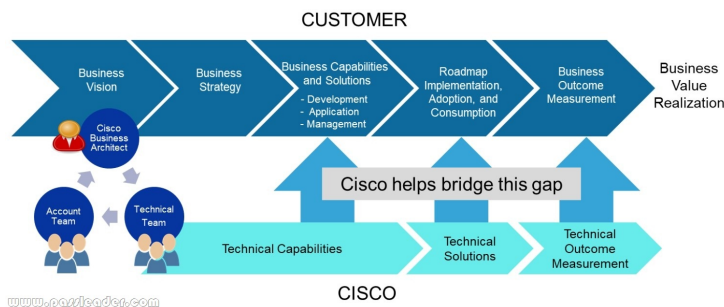 CUSTOMER
Business
Vision
Business
Strategy
Business Capabilities
and Solutions
- Development
- Application
- Management
Roadmap
Implementation,
Adoption, and
Consumption
Business
Outcome
Measurement
Business
Value
Realization
Cisco
Business
Architect
Account
Team
Technical
Team
Cisco helps bridge this gap
Technical Capabilities
Technical
Solutions
Technical
Outcome
Measurement
CISCO
www.passleader.com